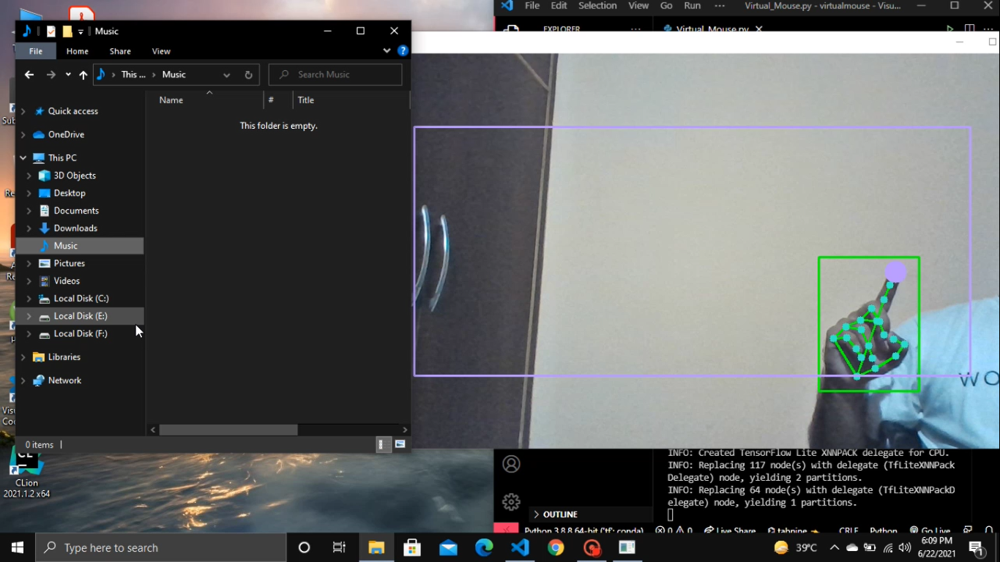 File Edit Selection View Go Run ··· Virtual_Mouse.py - virtualmouse - Visu...
Music
EXPLORER ··· Virtual_Mouse.py
File Home Share View
This ... Music Search Music
Name # Title
This folder is empty.
Quick access
OneDrive
This PC
3D Objects
Desktop
Documents
Downloads
Music
Pictures
Videos
Local Disk (C:)
Local Disk (E:)
Local Disk (F:)
Libraries
Network
WO
0 items
CLion
2021.1.2 x64
INFO: Created TensorFlow Lite XNNPACK delegate for CPU.
INFO: Replacing 117 node(s) with delegate (TfLiteXNNPack
Delegate) node, yielding 2 partitions.
INFO: Replacing 64 node(s) with delegate (TfLiteXNNPackD
elegate) node, yielding 1 partitions.
OUTLINE
Python 3.8.8 64-bit ('tf': conda) 0 0 Live Share tabnine CRLF Python Go Live
Type here to search
39°C
6:09 PM
6/22/2021
1